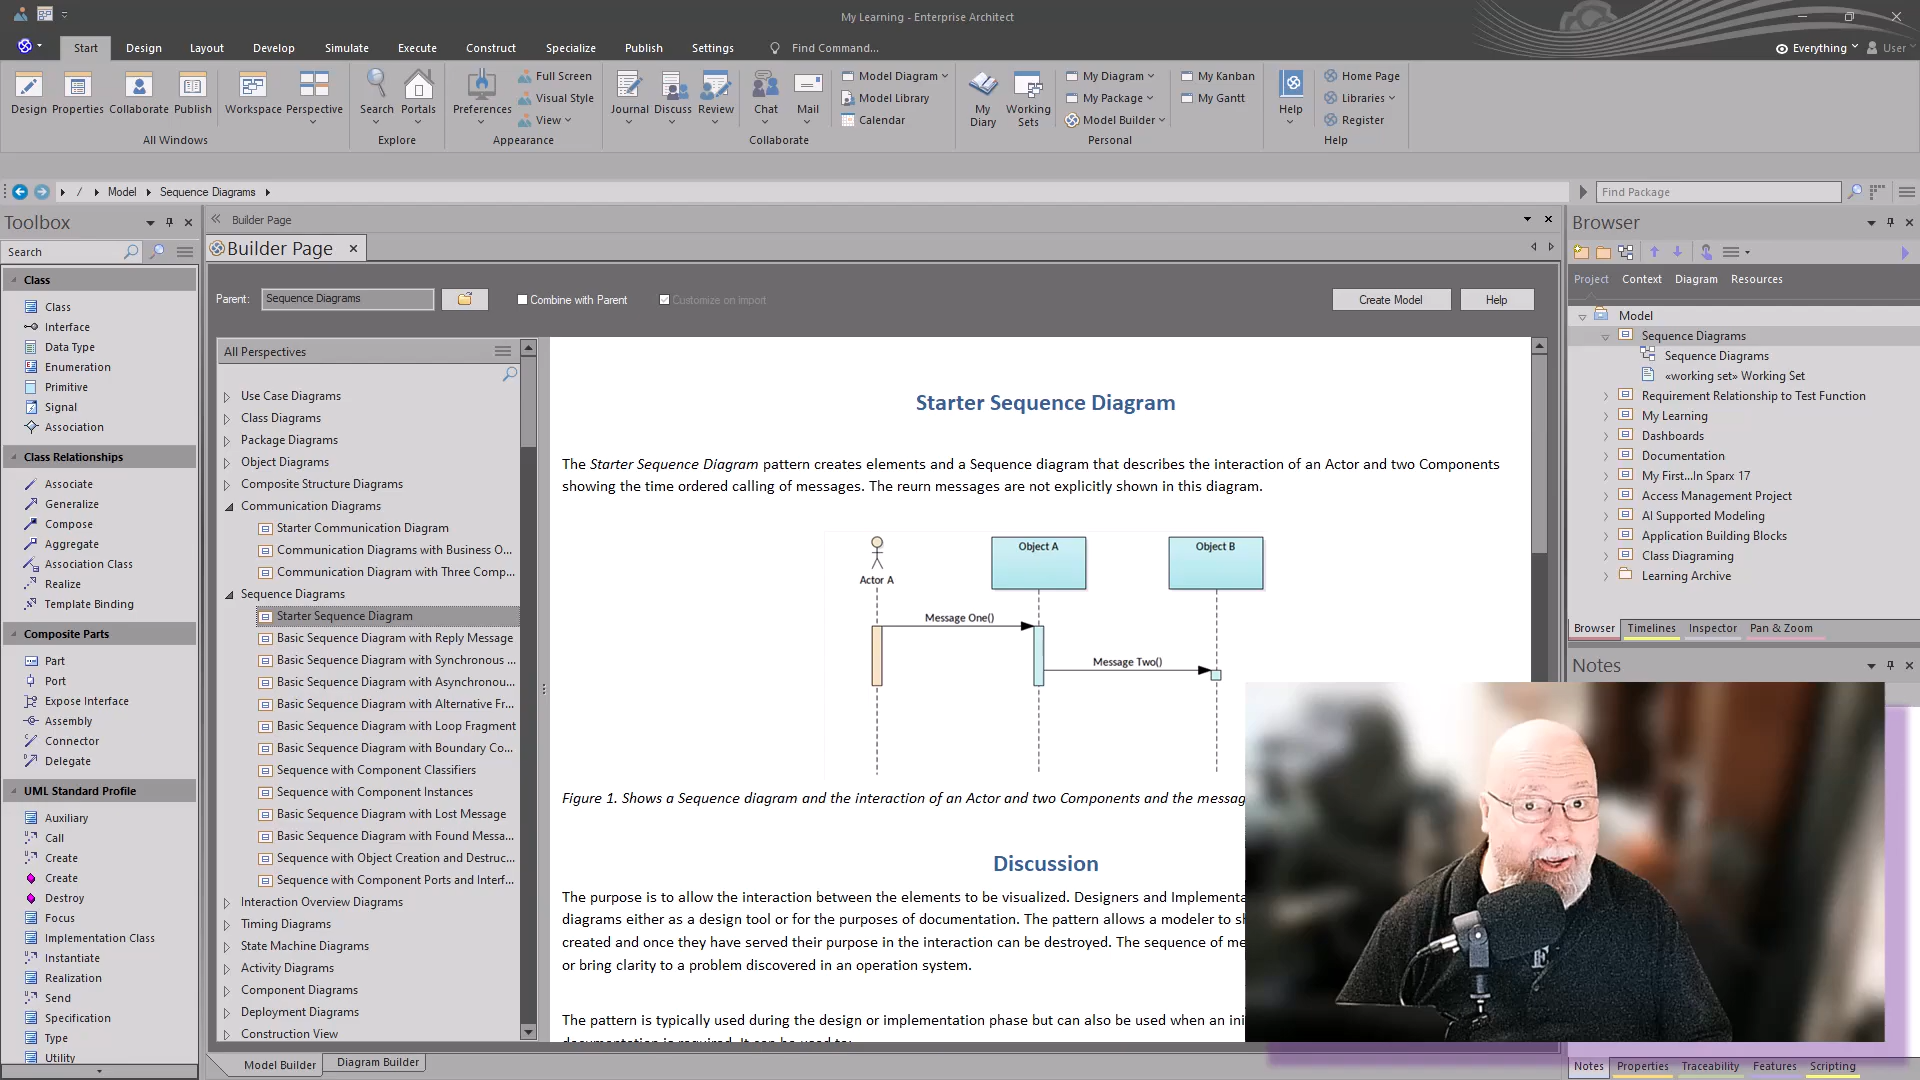 My Learning - Enterprise Architect
Start
Design
Layout
Develop
Simulate
Execute
Construct
Specialize
Publish
Settings
Find Command...
Everything
User
Design
Properties
Collaborate
Publish
Workspace
Perspective
All Windows
Search
Portals
Explore
Preferences
Full Screen
Visual Style
View
Appearance
Journal
Discuss
Review
Chat
Mail
Model Diagram
Model Library
Calendar
Collaborate
My Diary
Working Sets
My Diagram
My Package
Model Builder
My Kanban
My Gantt
Personal
Help
Home Page
Libraries
Register
Help
/ Model Sequence Diagrams
Find Package
Toolbox
Search
Class
Class
Interface
Data Type
Enumeration
Primitive
Signal
Association
Class Relationships
Associate
Generalize
Compose
Aggregate
Association Class
Realize
Template Binding
Composite Parts
Part
Port
Expose Interface
Assembly
Connector
Delegate
UML Standard Profile
Auxiliary
Call
Create
Create
Destroy
Focus
Implementation Class
Instantiate
Realization
Send
Specification
Type
Utility
Builder Page
Builder Page
Parent:
Sequence Diagrams
Combine with Parent
Customize on Import
Create Model
Help
All Perspectives
Use Case Diagrams
Class Diagrams
Package Diagrams
Object Diagrams
Composite Structure Diagrams
Communication Diagrams
Starter Communication Diagram
Communication Diagrams with Business O...
Communication Diagram with Three Comp...
Sequence Diagrams
Starter Sequence Diagram
Basic Sequence Diagram with Reply Message
Basic Sequence Diagram with Synchronous ...
Basic Sequence Diagram with Asynchronou...
Basic Sequence Diagram with Alternative Fr...
Basic Sequence Diagram with Loop Fragment
Basic Sequence Diagram with Boundary Co...
Sequence with Component Classifiers
Sequence with Component Instances
Basic Sequence Diagram with Lost Message
Basic Sequence Diagram with Found Messa...
Sequence with Object Creation and Destruc...
Sequence with Component Ports and Interf...
Interaction Overview Diagrams
Timing Diagrams
State Machine Diagrams
Activity Diagrams
Component Diagrams
Deployment Diagrams
Construction View
Model Builder
Diagram Builder
Starter Sequence Diagram
The Starter Sequence Diagram pattern creates elements and a Sequence diagram that describes the interaction of an Actor and two Components
showing the time ordered calling of messages. The reurn messages are not explicitly shown in this diagram.
Actor A
Object A
Object B
Message One()
Message Two()
Figure 1. Shows a Sequence diagram and the interaction of an Actor and two Components and the messag
Discussion
The purpose is to allow the interaction between the elements to be visualized. Designers and Implementa
diagrams either as a design tool or for the purposes of documentation. The pattern allows a modeler to sh
created and once they have served their purpose in the interaction can be destroyed. The sequence of me
or bring clarity to a problem discovered in an operation system.
The pattern is typically used during the design or implementation phase but can also be used when an ini
documentation is required. It can be used to:
Browser
Project
Context
Diagram
Resources
Model
Sequence Diagrams
Sequence Diagrams
«working set» Working Set
Requirement Relationship to Test Function
My Learning
Dashboards
Documentation
My First...In Sparx 17
Access Management Project
AI Supported Modeling
Application Building Blocks
Class Diagraming
Learning Archive
Browser
Timelines
Inspector
Pan & Zoom
Notes
Notes
Properties
Traceability
Features
Scripting